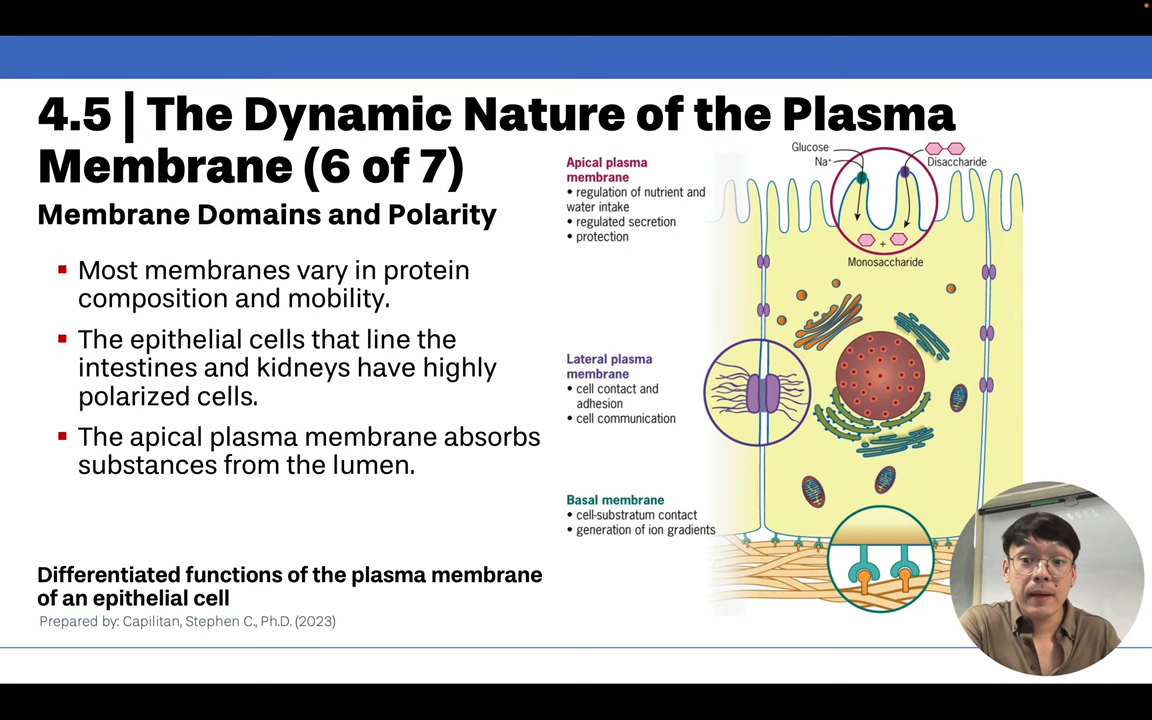 4.5 | The Dynamic Nature of the Plasma
Membrane (6 of 7)
Membrane Domains and Polarity
▪ Most membranes vary in protein
composition and mobility.
▪ The epithelial cells that line the
intestines and kidneys have highly
polarized cells.
▪ The apical plasma membrane absorbs
substances from the lumen.
Differentiated functions of the plasma membrane
of an epithelial cell
Prepared by: Capilitan, Stephen C., Ph.D. (2023)
Apical plasma
membrane
• regulation of nutrient and
water intake
• regulated secretion
• protection
Glucose
Na⁺
Disaccharide
+
Monosaccharide
Lateral plasma
membrane
• cell contact and
adhesion
• cell communication
Basal membrane
• cell-substratum contact
• generation of ion gradients